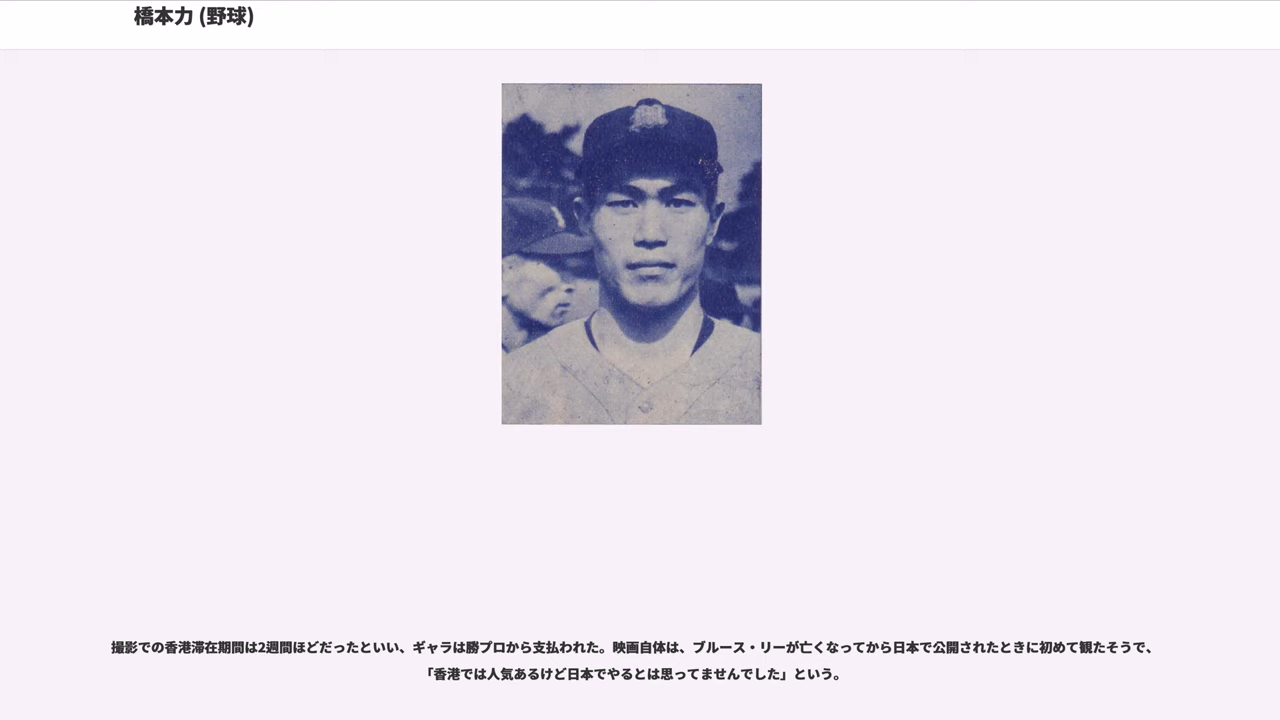 橋本力 (野球)
撮影での香港滞在期間は2週間ほどだったといい、ギャラは勝プロから支払われた。映画自体は、ブルース・リーが亡くなってから日本で公開されたときに初めて観たそうで、
「香港では人気あるけど日本でやるとは思ってませんでした」という。